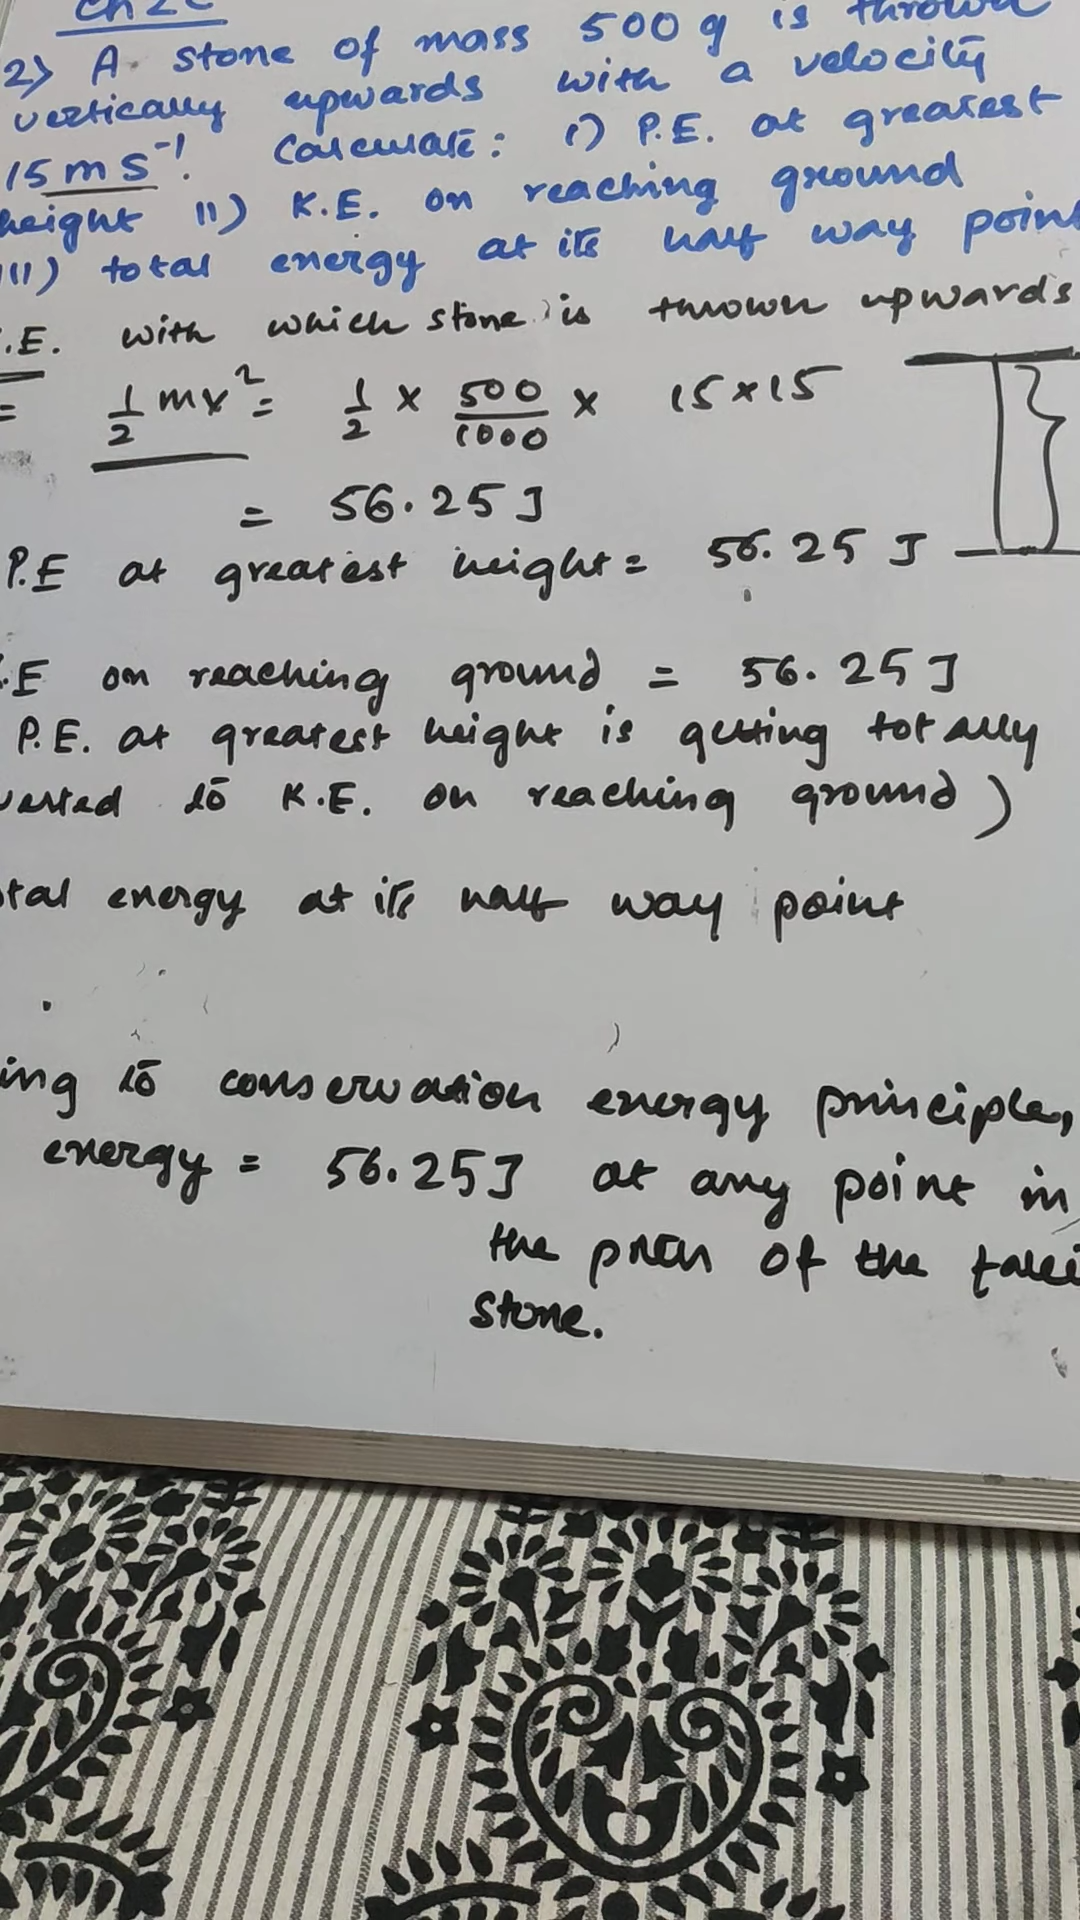 Ch 2C
2) A stone of mass 500 g is thrown
vertically upwards with a velocity
15 m s⁻¹. Calculate: i) P.E. at greatest
height ii) K.E. on reaching ground
iii) total energy at its half way point
.E. with which stone is thrown upwards
= 1/2 mv² = 1/2 × 500/1000 × 15×15
= 56.25 J
P.E at greatest height = 56.25 J
.E on reaching ground = 56.25 J
P.E. at greatest height is getting totally
verted to K.E. on reaching ground)
tal energy at its half way point
ing to conservation energy principle,
energy = 56.25 J at any point in
the path of the
stone.